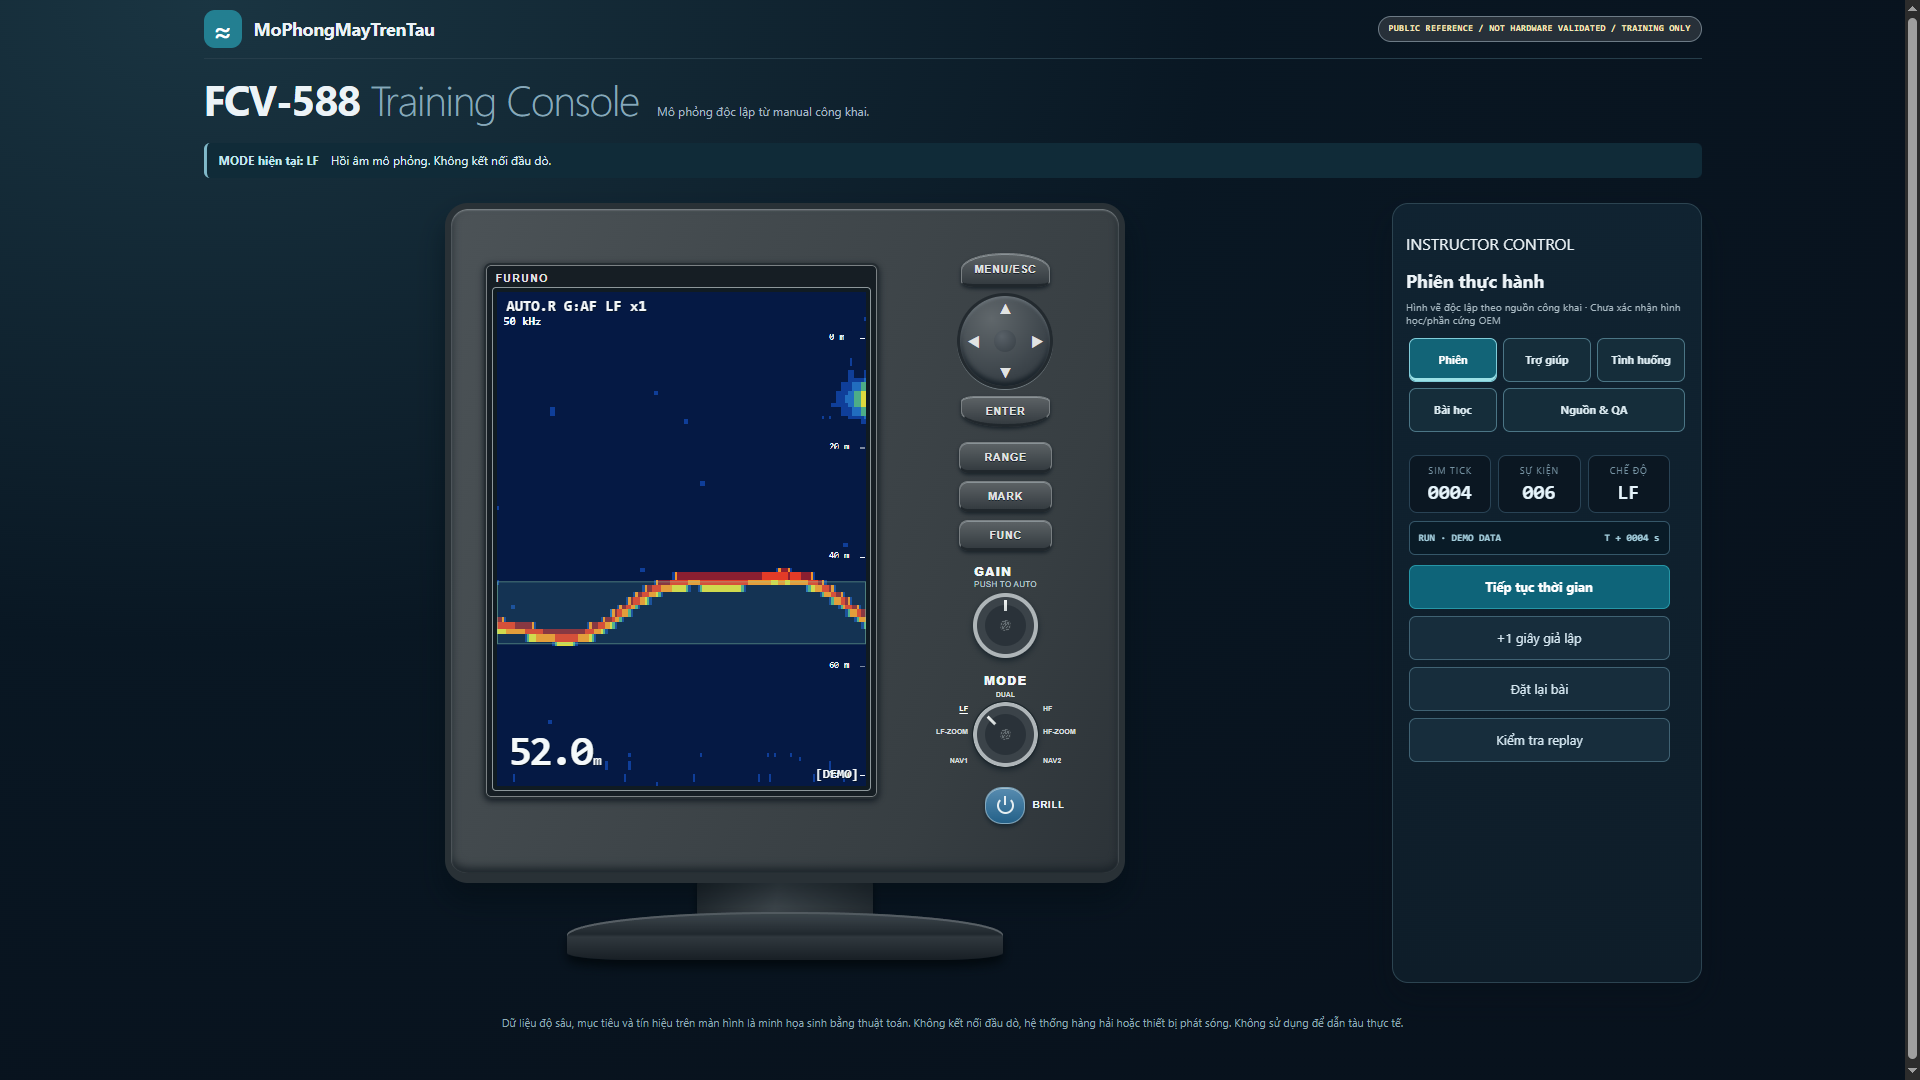 ≈ MoPhongMayTrenTau
PUBLIC REFERENCE / NOT HARDWARE VALIDATED / TRAINING ONLY
FCV-588 Training Console Mô phỏng độc lập từ manual công khai.
MODE hiện tại: LF Hồi âm mô phỏng. Không kết nối đầu dò.
FURUNO
AUTO.R G:AF LF x1
50 kHz
0 m
20 m
40 m
60 m
52.0m
[DEMO]
MENU/ESC
ENTER
RANGE
MARK
FUNC
GAIN
PUSH TO AUTO
MODE
DUAL
LF
HF
LF-ZOOM
HF-ZOOM
NAV1
NAV2
BRILL
INSTRUCTOR CONTROL
Phiên thực hành
Hình vẽ độc lập theo nguồn công khai · Chưa xác nhận hình
học/phần cứng OEM
Phiên
Trợ giúp
Tình huống
Bài học
Nguồn & QA
SIM TICK
0004
SỰ KIỆN
006
CHẾ ĐỘ
LF
RUN · DEMO DATA
T + 0004 s
Tiếp tục thời gian
+1 giây giả lập
Đặt lại bài
Kiểm tra replay
Dữ liệu độ sâu, mục tiêu và tín hiệu trên màn hình là minh họa sinh bằng thuật toán. Không kết nối đầu dò, hệ thống hàng hải hoặc thiết bị phát sóng. Không sử dụng để dẫn tàu thực tế.